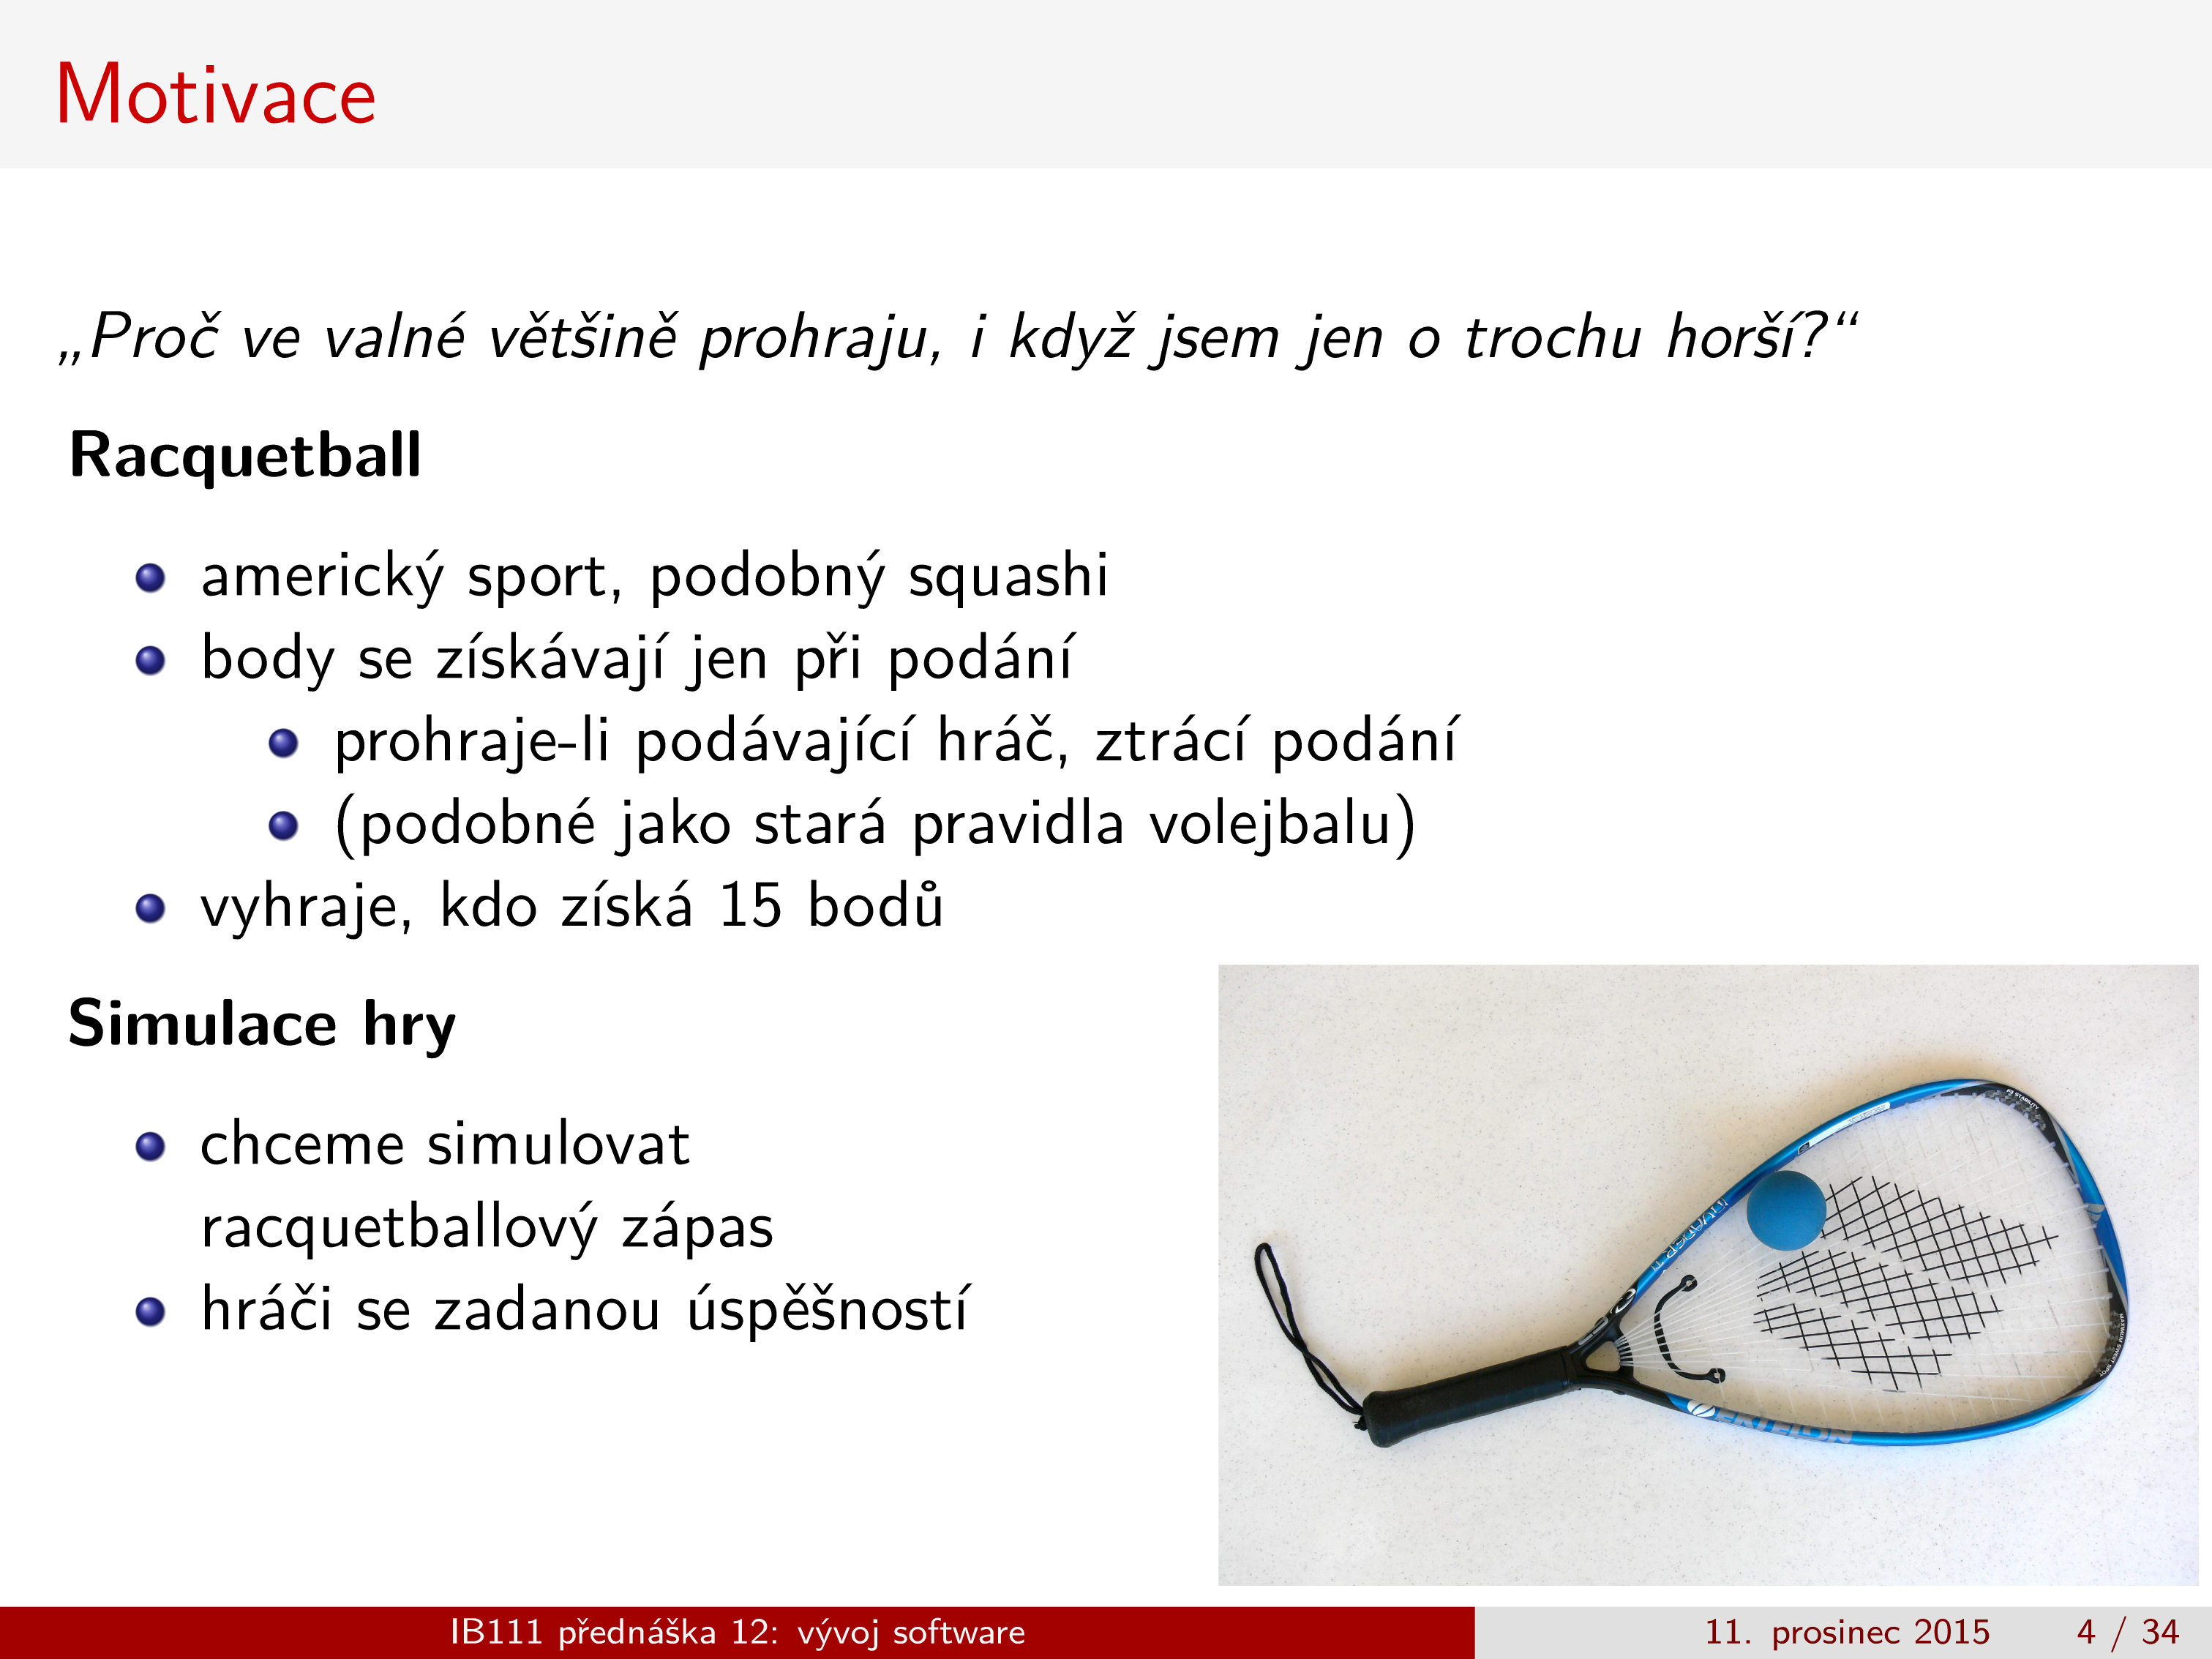 Motivace
„Proč ve valné většině prohraju, i když jsem jen o trochu horší?“
Racquetball
americký sport, podobný squashi
body se získávají jen při podání
prohraje-li podávající hráč, ztrácí podání
(podobné jako stará pravidla volejbalu)
vyhraje, kdo získá 15 bodů
Simulace hry
chceme simulovat
racquetballový zápas
hráči se zadanou úspěšností
EKTELON
IB111 přednáška 12: vývoj software
11. prosinec 2015
4 / 34